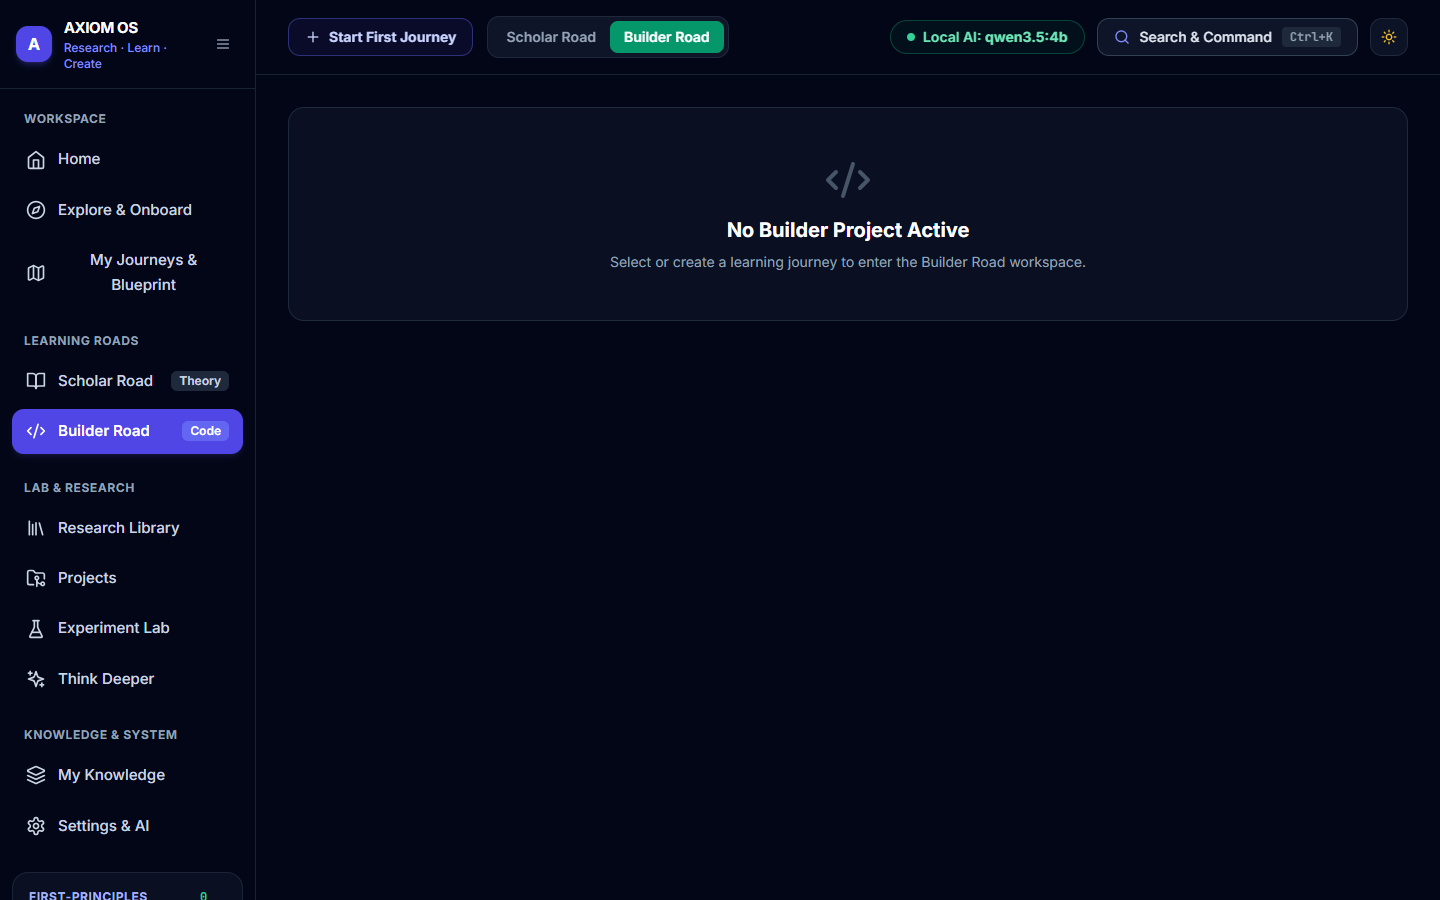 A
AXIOM OS
Research · Learn ·
Create
WORKSPACE
Home
Explore & Onboard
My Journeys &
Blueprint
LEARNING ROADS
Scholar Road
Theory
Builder Road
Code
LAB & RESEARCH
Research Library
Projects
Experiment Lab
Think Deeper
KNOWLEDGE & SYSTEM
My Knowledge
Settings & AI
FIRST-PRINCIPLES
0
Start First Journey
Scholar Road
Builder Road
Local AI: qwen3.5:4b
Search & Command
Ctrl+K
No Builder Project Active
Select or create a learning journey to enter the Builder Road workspace.